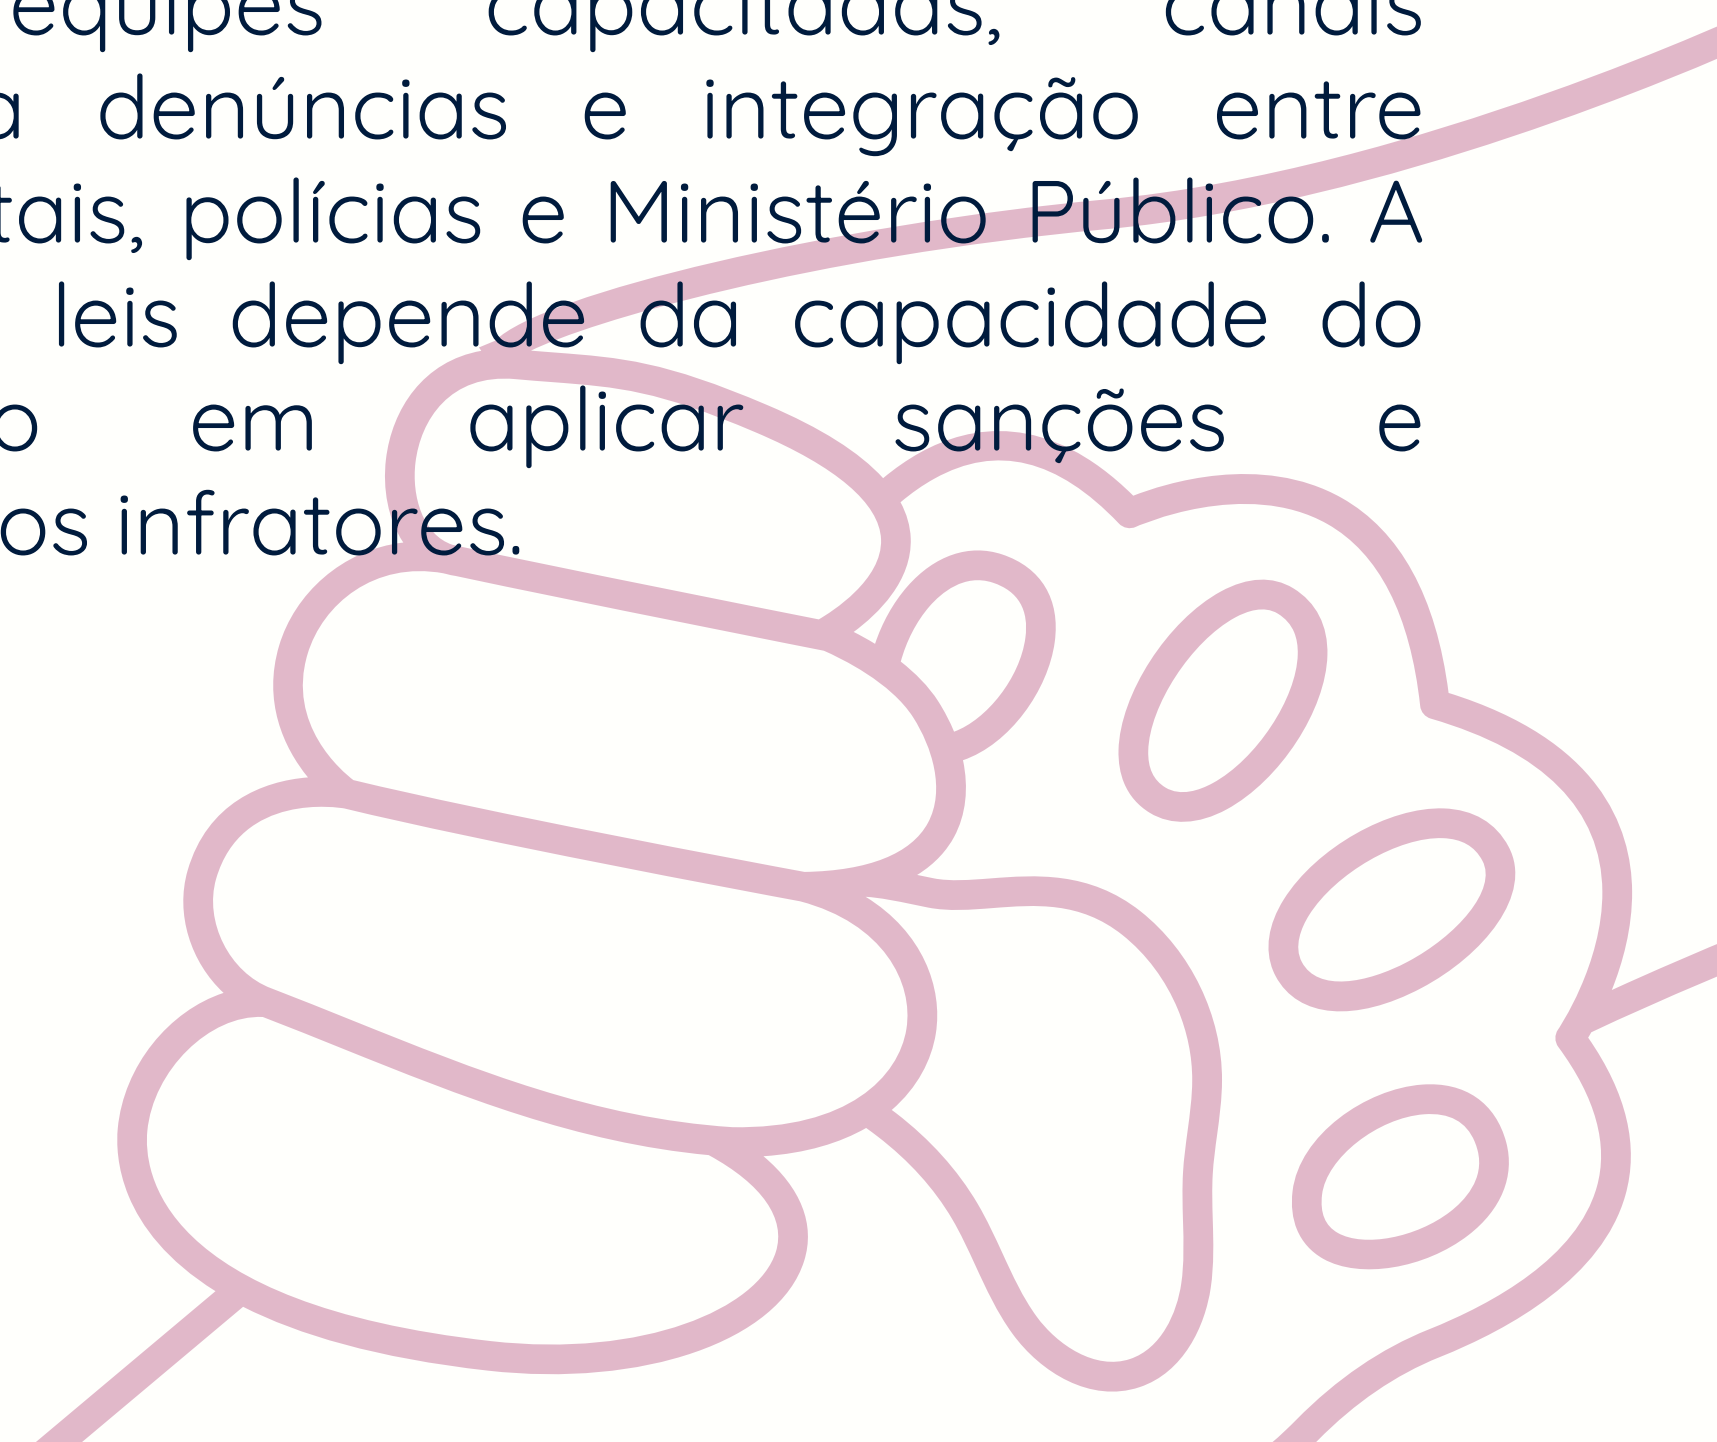 equipes capacitadas, canais
a denúncias e integração entre
tais, polícias e Ministério Público. A
leis depende da capacidade do
o em aplicar sanções e
os infratores.